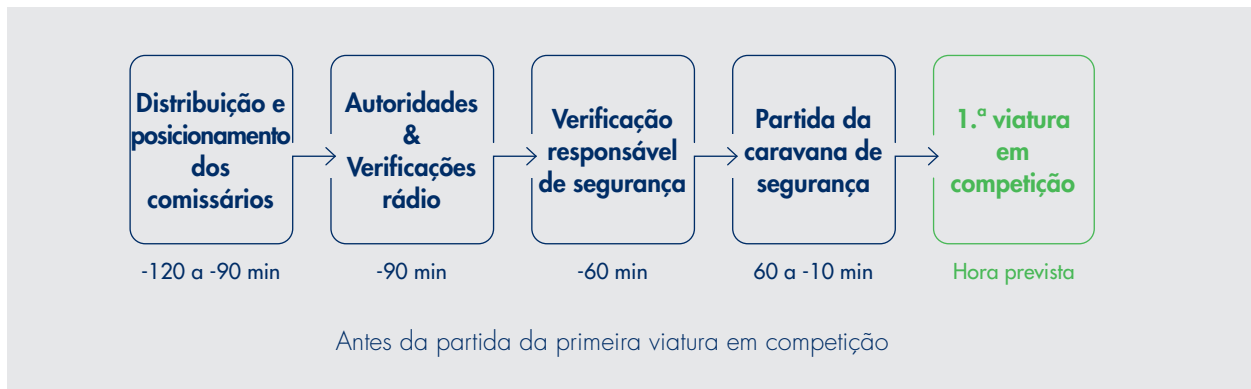 Distribuição e
posicionamento
dos
comissários
Autoridades
&
Verificações
rádio
Verificação
responsável
de segurança
Partida da
caravana de
segurança
1.ª viatura
em
competição
-120 a -90 min
-90 min
-60 min
60 a -10 min
Hora prevista
Antes da partida da primeira viatura em competição